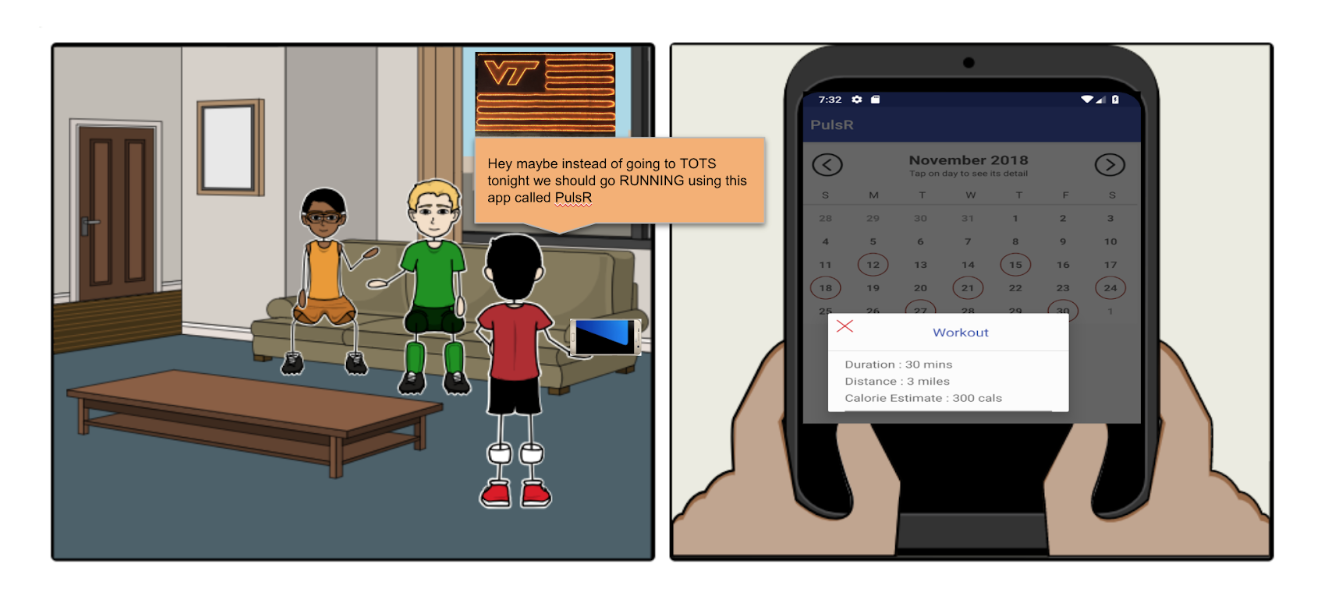 VT
Hey maybe instead of going to TOTS
tonight we should go RUNNING using this
app called PulsR
7:32
PulsR
November 2018
Tap on day to see its detail
S M T W T F S
28 29 30 31 1 2 3
4 5 6 7 8 9 10
11 12 13 14 15 16 17
18 19 20 21 22 23 24
25 26 27 28 29 30 1
Workout
Duration : 30 mins
Distance : 3 miles
Calorie Estimate : 300 cals